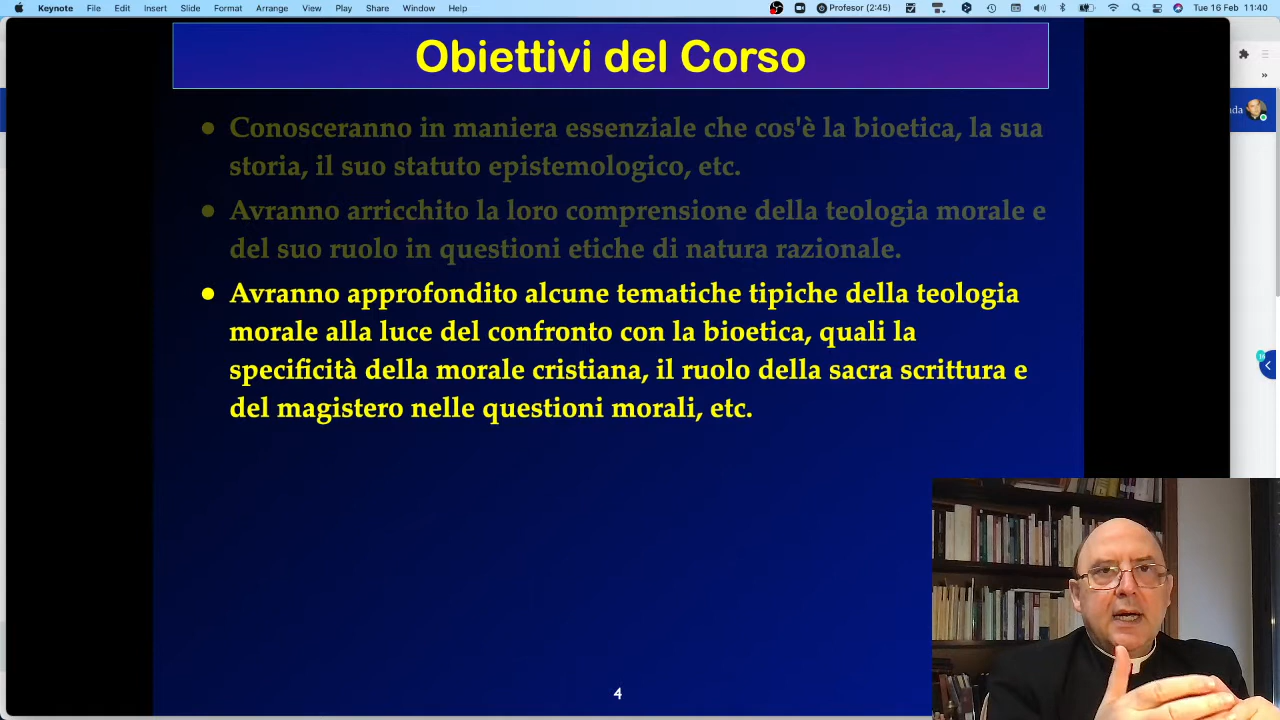 Keynote File Edit Insert Slide Format Arrange View Play Share Window Help Profesor (2:45) Tue 16 Feb 11:40
Obiettivi del Corso
• Conosceranno in maniera essenziale che cos'è la bioetica, la sua
storia, il suo statuto epistemologico, etc.
• Avranno arricchito la loro comprensione della teologia morale e
del suo ruolo in questioni etiche di natura razionale.
• Avranno approfondito alcune tematiche tipiche della teologia
morale alla luce del confronto con la bioetica, quali la
specificità della morale cristiana, il ruolo della sacra scrittura e
del magistero nelle questioni morali, etc.
4